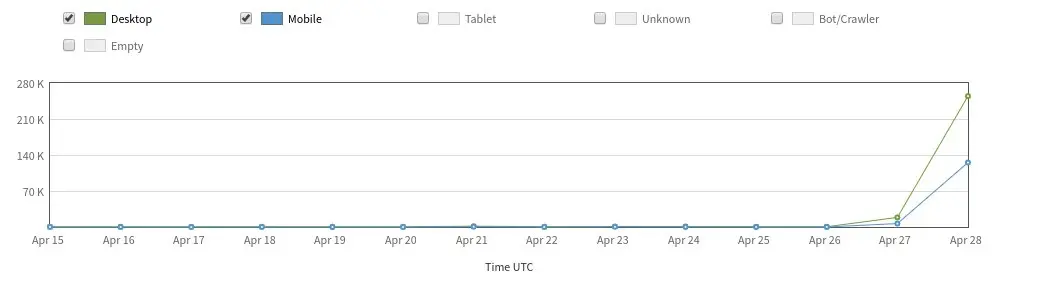 Desktop Mobile Tablet Unknown Bot/Crawler
Empty
280 K
210 K
140 K
70 K
Apr 15 Apr 16 Apr 17 Apr 18 Apr 19 Apr 20 Apr 21 Apr 22 Apr 23 Apr 24 Apr 25 Apr 26 Apr 27 Apr 28
Time UTC